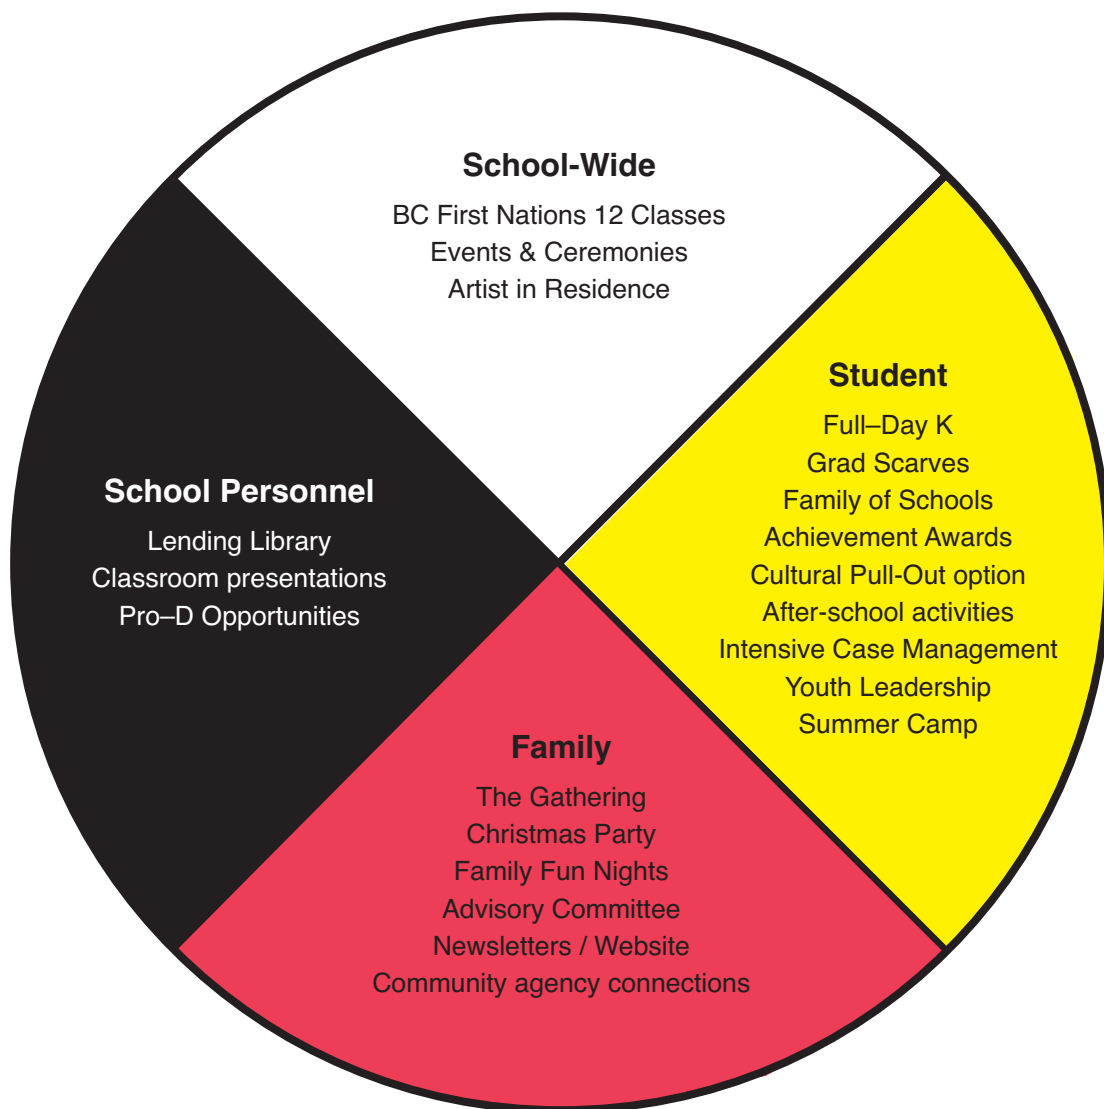 School-Wide
BC First Nations 12 Classes
Events & Ceremonies
Artist in Residence
Student
Full–Day K
Grad Scarves
Family of Schools
Achievement Awards
Cultural Pull-Out option
After-school activities
Intensive Case Management
Youth Leadership
Summer Camp
School Personnel
Lending Library
Classroom presentations
Pro–D Opportunities
Family
The Gathering
Christmas Party
Family Fun Nights
Advisory Committee
Newsletters / Website
Community agency connections